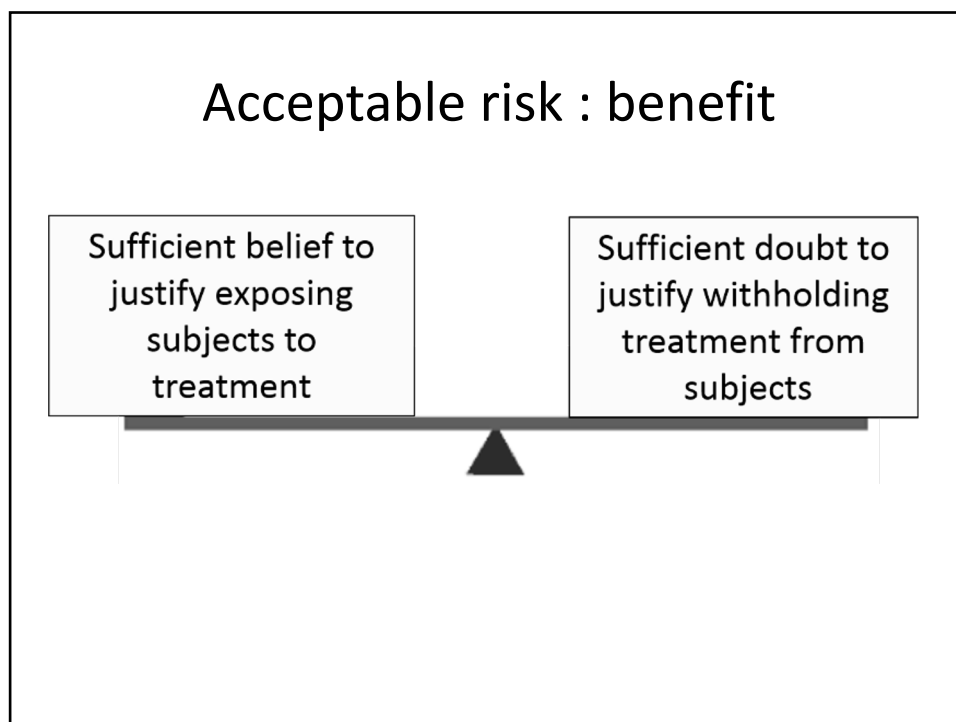 Acceptable risk : benefit
Sufficient belief to
justify exposing
subjects to
treatment
Sufficient doubt to
justify withholding
treatment from
subjects